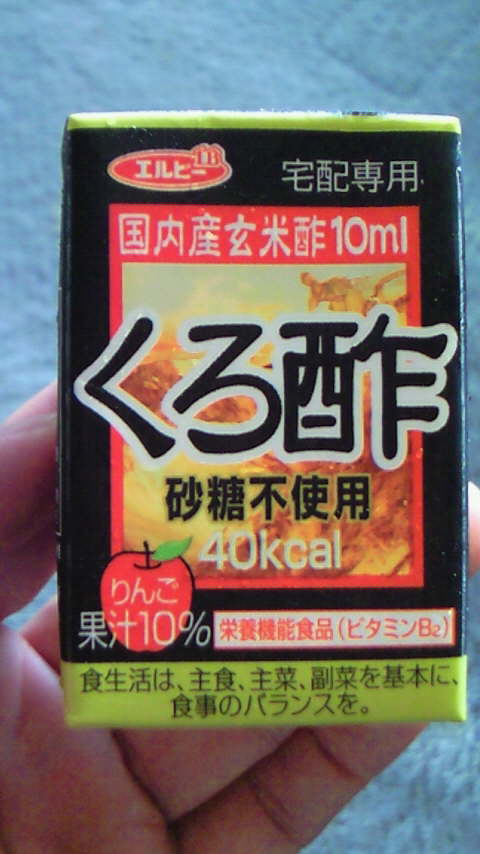 エルビー LB
宅配専用
国内産玄米酢10ml
くろ酢
砂糖不使用
40kcal
りんご
果汁10%
栄養機能食品(ビタミンB2)
食生活は、主食、主菜、副菜を基本に、
食事のバランスを。